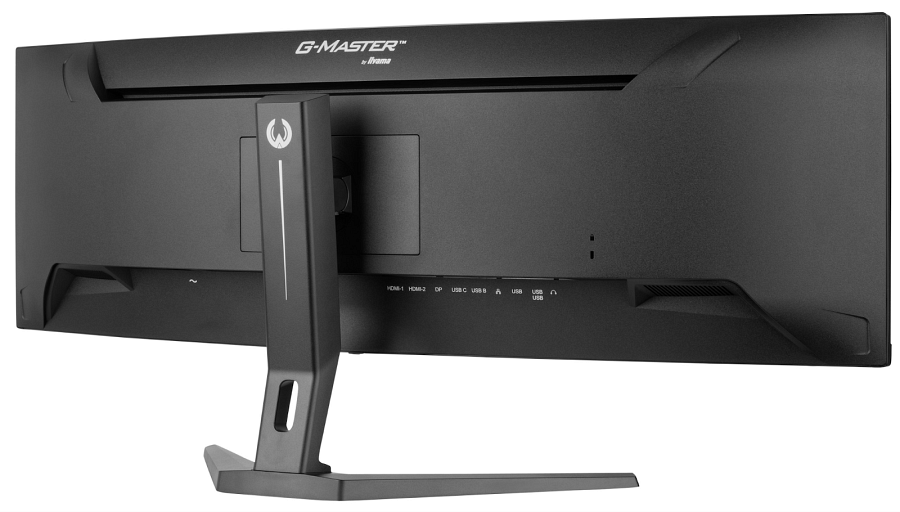 G-MASTER™
by iiyama
HDMI-1 HDMI-2 DP USB C USB B USB USB
USB